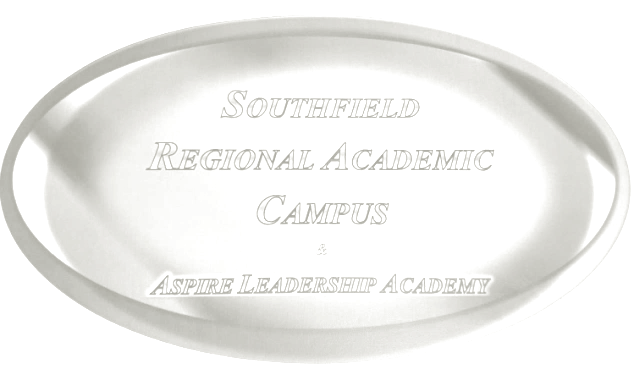 SOUTHFIELD
REGIONAL ACADEMIC
CAMPUS
&
ASPIRE LEADERSHIP ACADEMY